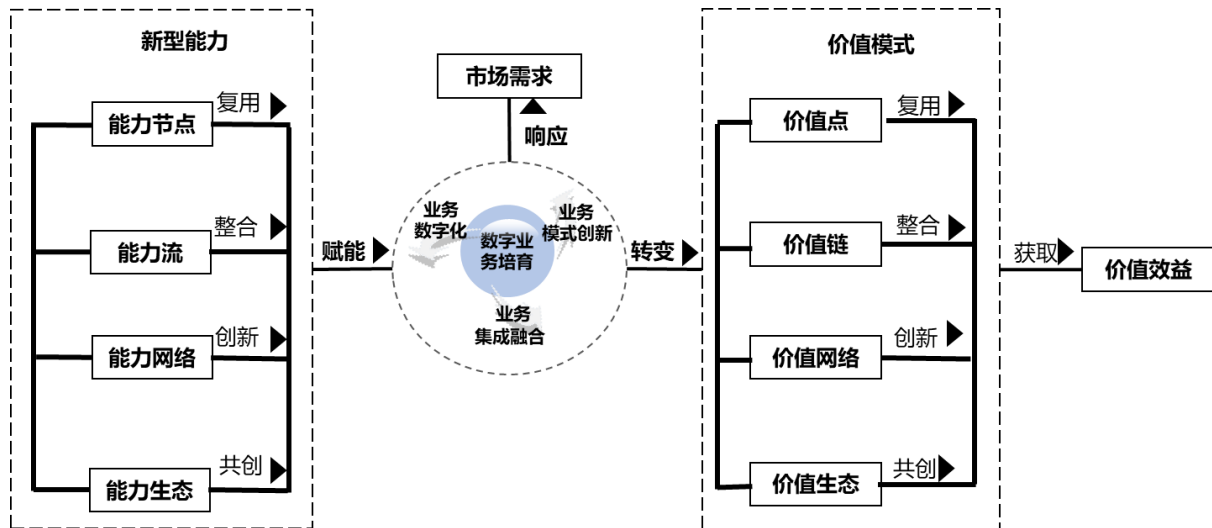 新型能力
能力节点
复用
能力流
整合
能力网络
创新
能力生态
共创
赋能
市场需求
响应
业务
数字化
业务
模式创新
数字业
务培育
业务
集成融合
转变
价值模式
价值点
复用
价值链
整合
价值网络
创新
价值生态
共创
获取
价值效益